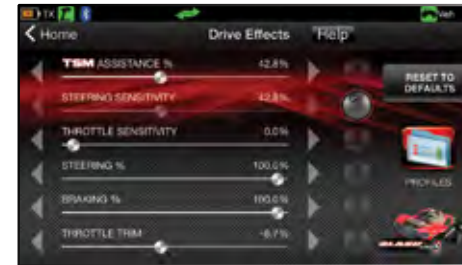 TX Veh
Home Drive Effects Help
TSM ASSISTANCE % 42.8%
RESET TO
DEFAULTS
STEERING SENSITIVITY 42.8%
THROTTLE SENSITIVITY 0.0%
STEERING % 100.0%
PROFILES
BRAKING % 100.0%
THROTTLE TRIM -6.7%
SLASH